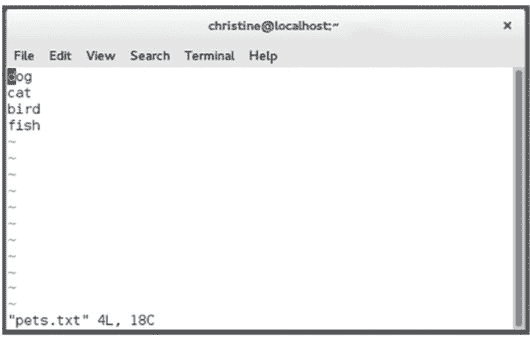 christine@localhost:~ ×
File Edit View Search Terminal Help
dog
cat
bird
fish
~
~
~
~
~
~
~
~
~
~
~
"pets.txt" 4L, 18C